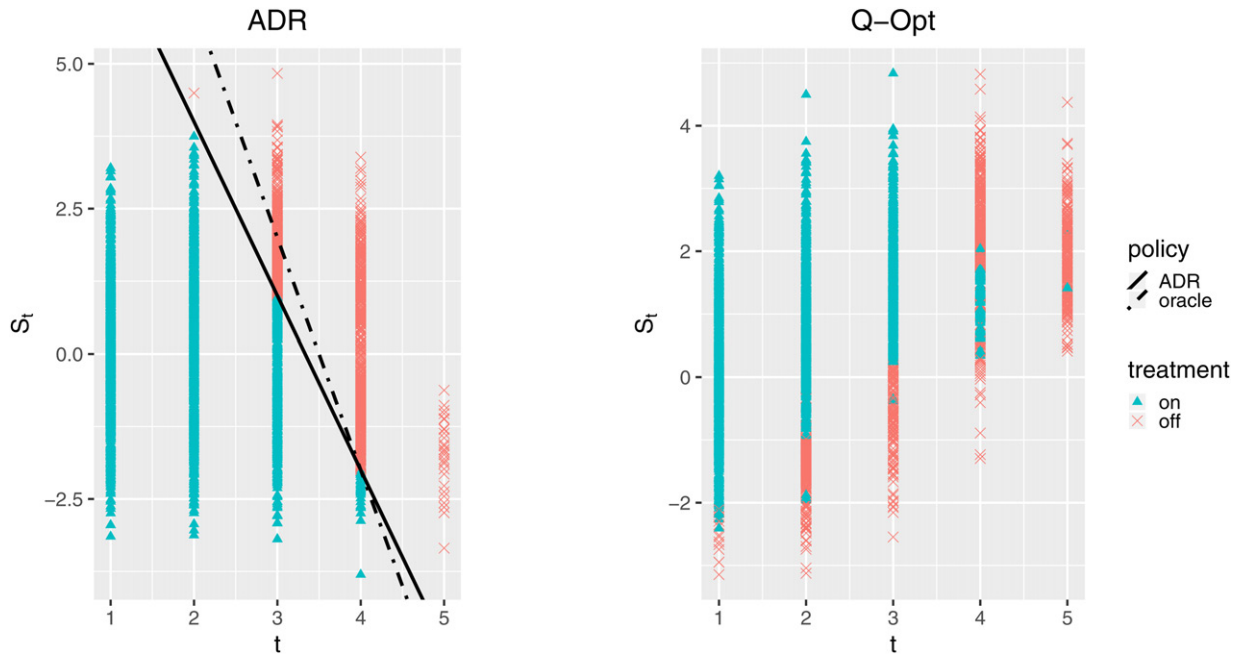 ADR
5.0
2.5
0.0
−2.5
S_t
1 2 3 4 5
t
Q−Opt
4
2
0
−2
S_t
1 2 3 4 5
t
policy
ADR
oracle
treatment
on
off